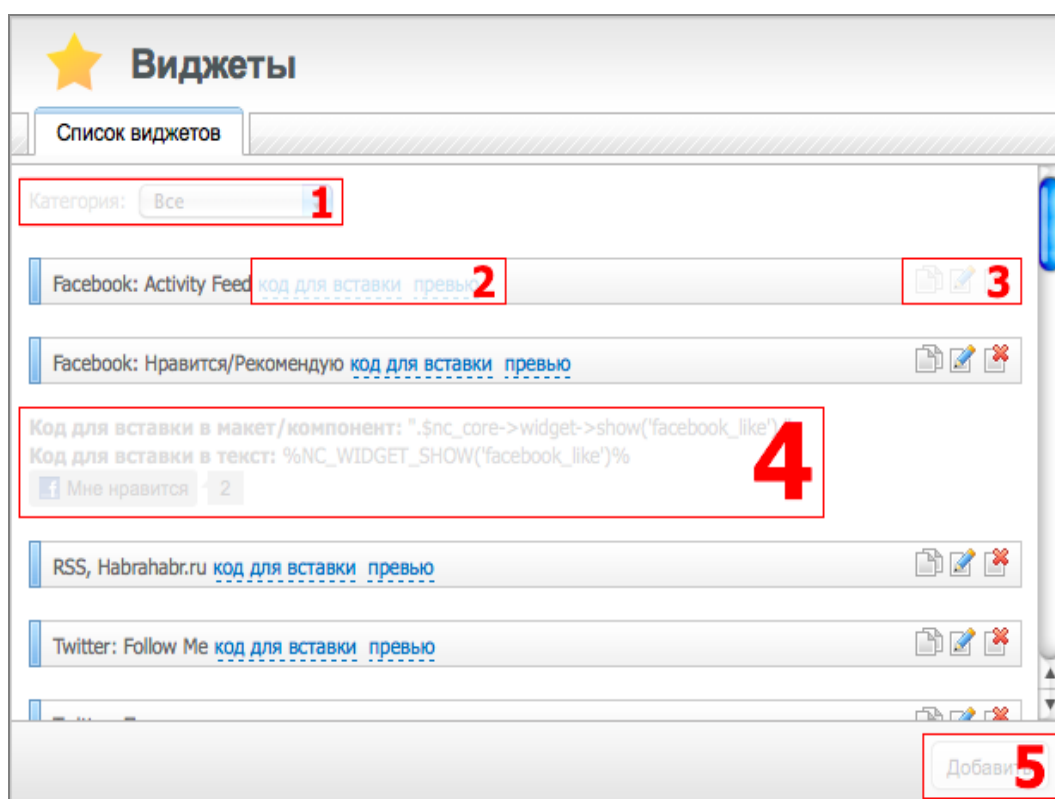 Виджеты
Список виджетов
Категория: Все 1
Facebook: Activity Feed код для вставки превью 2 3
Facebook: Нравится/Рекомендую код для вставки превью
Код для вставки в макет/компонент: ".$nc_core->widget->show('facebook_like')."
Код для вставки в текст: %NC_WIDGET_SHOW('facebook_like')%
4
Мне нравится 2
RSS, Habrahabr.ru код для вставки превью
Twitter: Follow Me код для вставки превью
Добавить 5